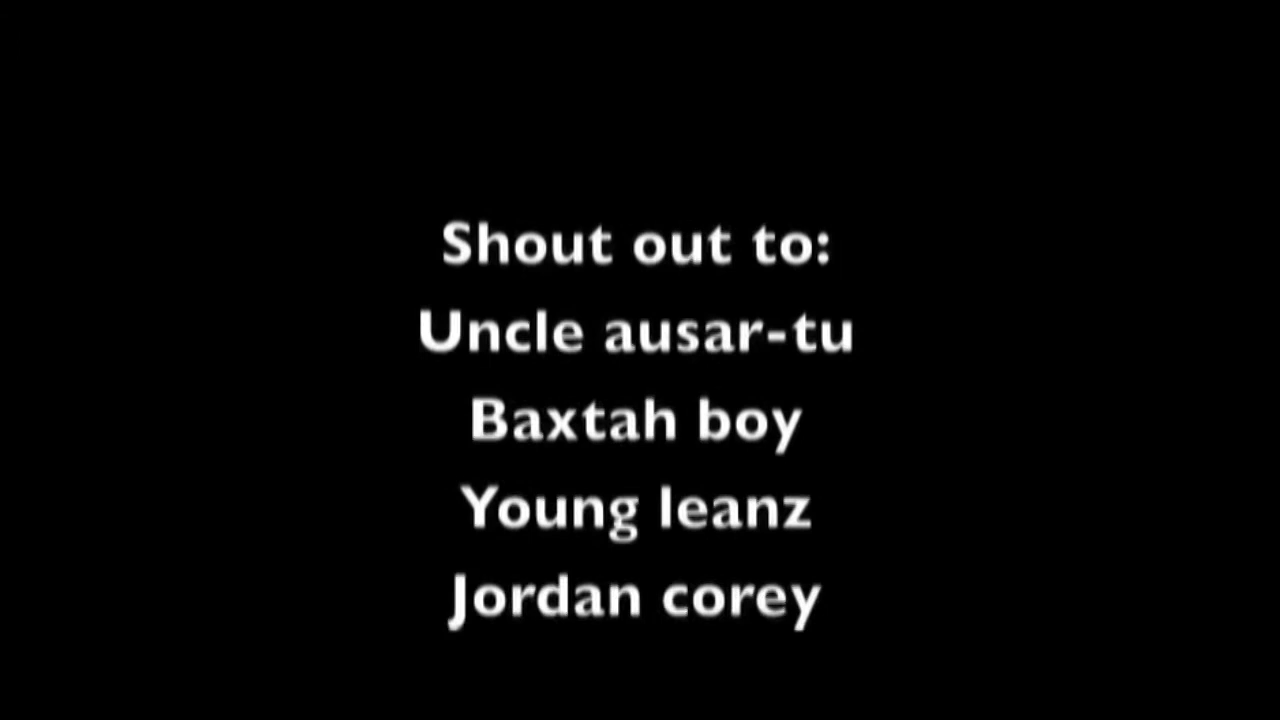 Shout out to:
Uncle ausar-tu
Baxtah boy
Young leanz
Jordan corey